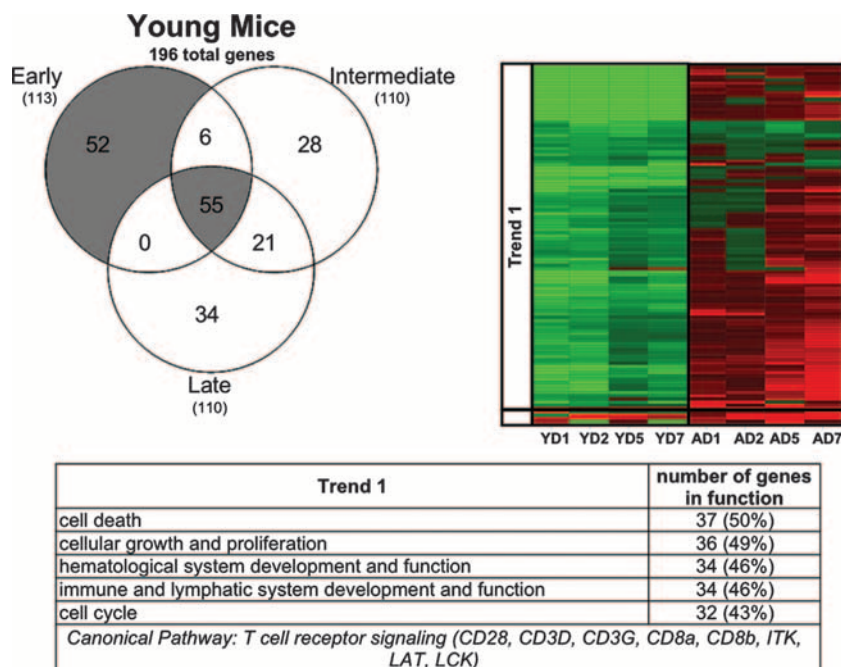 Young Mice
196 total genes
Early
(113)
Intermediate
(110)
52
6
28
55
0
21
34
Late
(110)
Trend 1
YD1 YD2 YD5 YD7 AD1 AD2 AD5 AD7
Trend 1
number of genes
in function
cell death 37 (50%)
cellular growth and proliferation 36 (49%)
hematological system development and function 34 (46%)
immune and lymphatic system development and function 34 (46%)
cell cycle 32 (43%)
Canonical Pathway: T cell receptor signaling (CD28, CD3D, CD3G, CD8a, CD8b, ITK,
LAT, LCK)